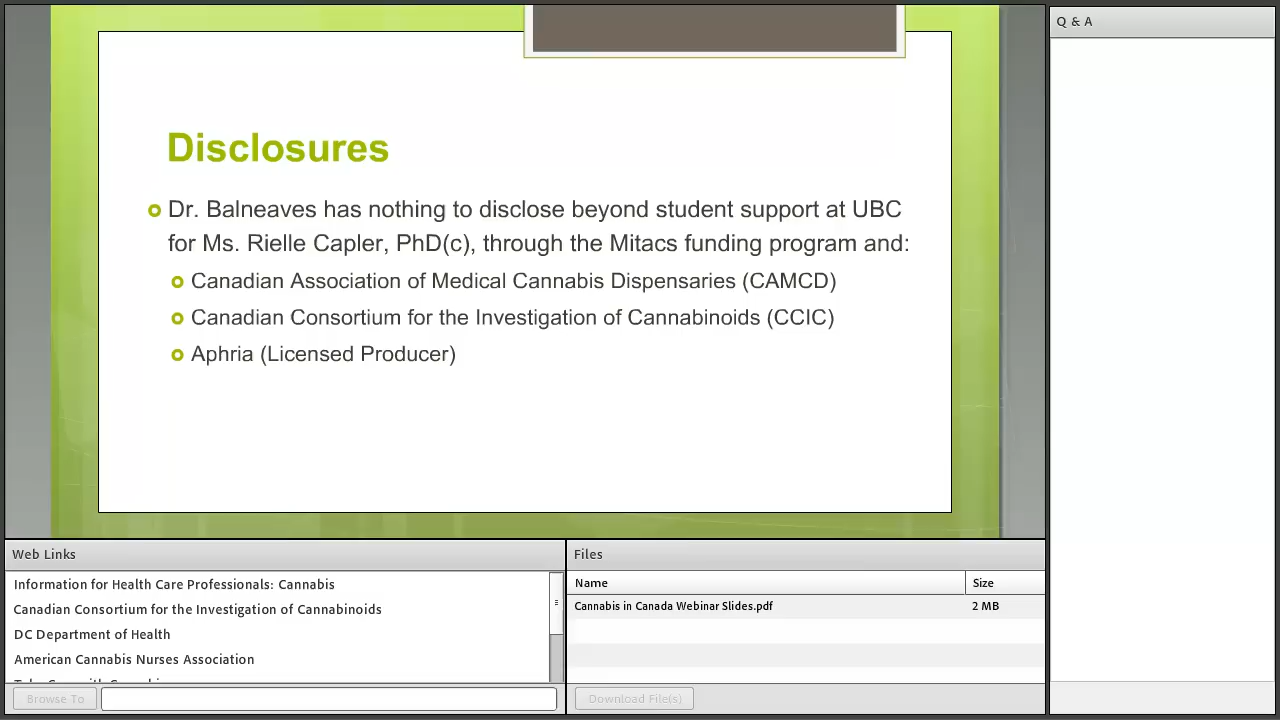 Q & A
Disclosures
Dr. Balneaves has nothing to disclose beyond student support at UBC
for Ms. Rielle Capler, PhD(c), through the Mitacs funding program and:
Canadian Association of Medical Cannabis Dispensaries (CAMCD)
Canadian Consortium for the Investigation of Cannabinoids (CCIC)
Aphria (Licensed Producer)
Web Links
Information for Health Care Professionals: Cannabis
Canadian Consortium for the Investigation of Cannabinoids
DC Department of Health
American Cannabis Nurses Association
Browse To
Files
Name Size
Cannabis in Canada Webinar Slides.pdf 2 MB
Download File(s)